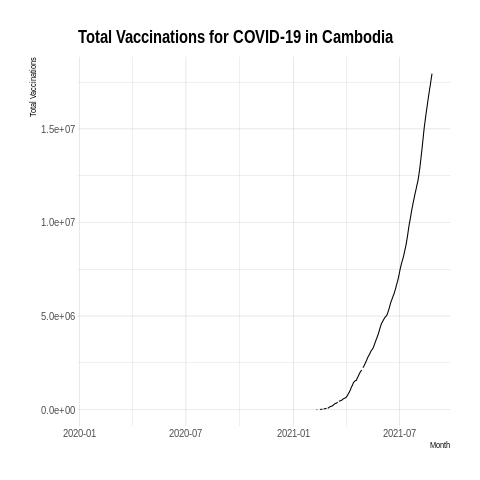 Total Vaccinations for COVID-19 in Cambodia
Total Vaccinations
1.5e+07
1.0e+07
5.0e+06
0.0e+00
2020-01
2020-07
2021-01
2021-07
Month